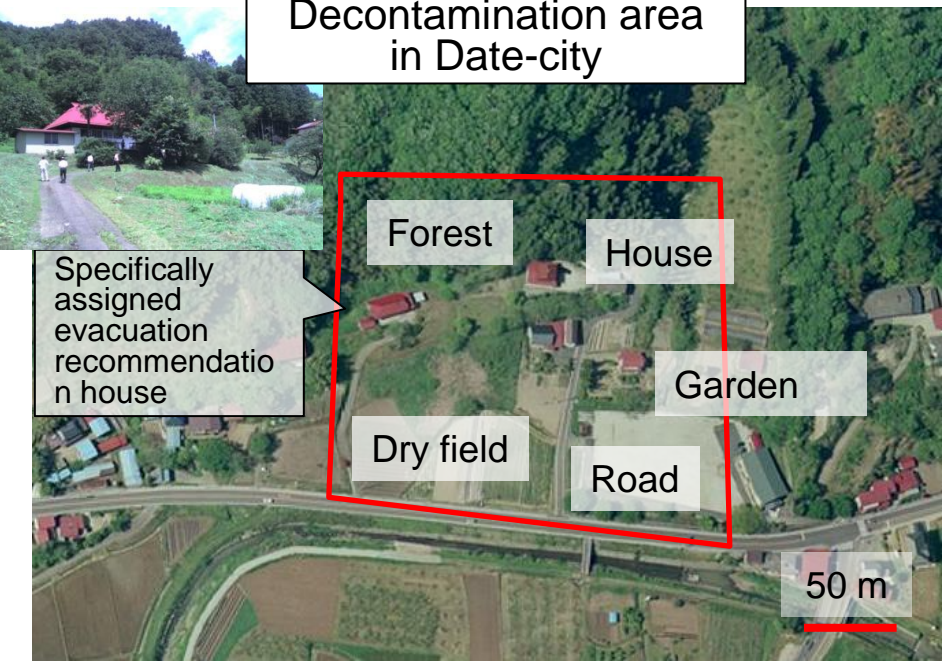 Decontamination area
in Date-city
Forest
House
Specifically
assigned
evacuation
recommendatio
n house
Garden
Dry field
Road
50 m